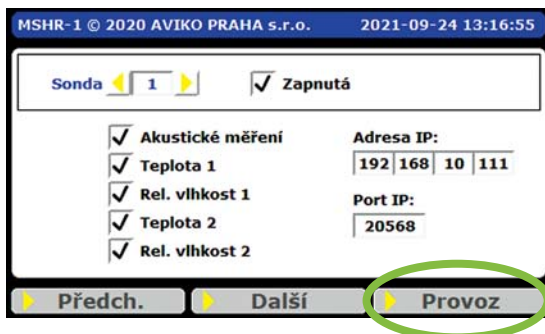 MSHR-1 © 2020 AVIKO PRAHA s.r.o. 2021-09-24 13:16:55
Sonda 1 Zapnutá
Akustické měření
Teplota 1
Rel. vlhkost 1
Teplota 2
Rel. vlhkost 2
Adresa IP:
192 168 10 111
Port IP:
20568
Předch. Další Provoz